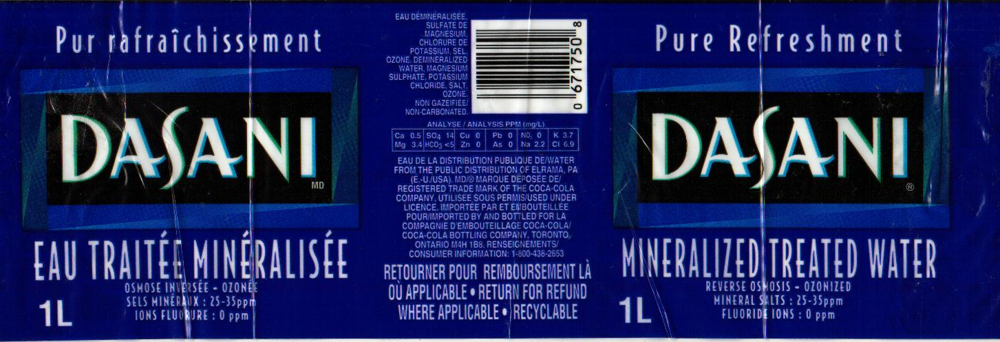 Pur rafraîchissement
DASANI
MD
EAU TRAITÉE MINÉRALISÉE
OSMOSE INVERSÉE - OZONÉE
SELS MINÉRAUX : 25-35ppm
IONS FLUORURE : 0 ppm
1L
EAU DÉMINÉRALISÉE,
SULFATE DE
MAGNESIUM,
CHLORURE DE
POTASSIUM, SEL,
OZONE. DEMINERALIZED
WATER, MAGNESIUM
SULPHATE, POTASSIUM
CHLORIDE, SALT,
OZONE.
NON GAZEIFIEE/
NON-CARBONATED.
0 671750 8
ANALYSE / ANALYSIS PPM (mg/L)
Ca 0.5 SO4 14 Cu 0 Pb 0 NO3 0 K 3.7
Mg 3.4 HCO3 <5 Zn 0 As 0 Na 2.2 Cl 6.9
EAU DE LA DISTRIBUTION PUBLIQUE DE/WATER
FROM THE PUBLIC DISTRIBUTION OF ELRAMA, PA
(É.-U./USA). MD/® MARQUE DÉPOSÉE DE/
REGISTERED TRADE MARK OF THE COCA-COLA
COMPANY, UTILISÉE SOUS PERMIS/USED UNDER
LICENCE. IMPORTÉE PAR ET EMBOUTEILLÉE
POUR/IMPORTED BY AND BOTTLED FOR LA
COMPAGNIE D'EMBOUTEILLAGE COCA-COLA/
COCA-COLA BOTTLING COMPANY, TORONTO,
ONTARIO M4H 1B8. RENSEIGNEMENTS/
CONSUMER INFORMATION: 1-800-438-2653
RETOURNER POUR REMBOURSEMENT LÀ
OÙ APPLICABLE • RETURN FOR REFUND
WHERE APPLICABLE • RECYCLABLE
Pure Refreshment
DASANI
®
MINERALIZED TREATED WATER
REVERSE OSMOSIS - OZONIZED
MINERAL SALTS : 25-35ppm
FLUORIDE IONS : 0 ppm
1L